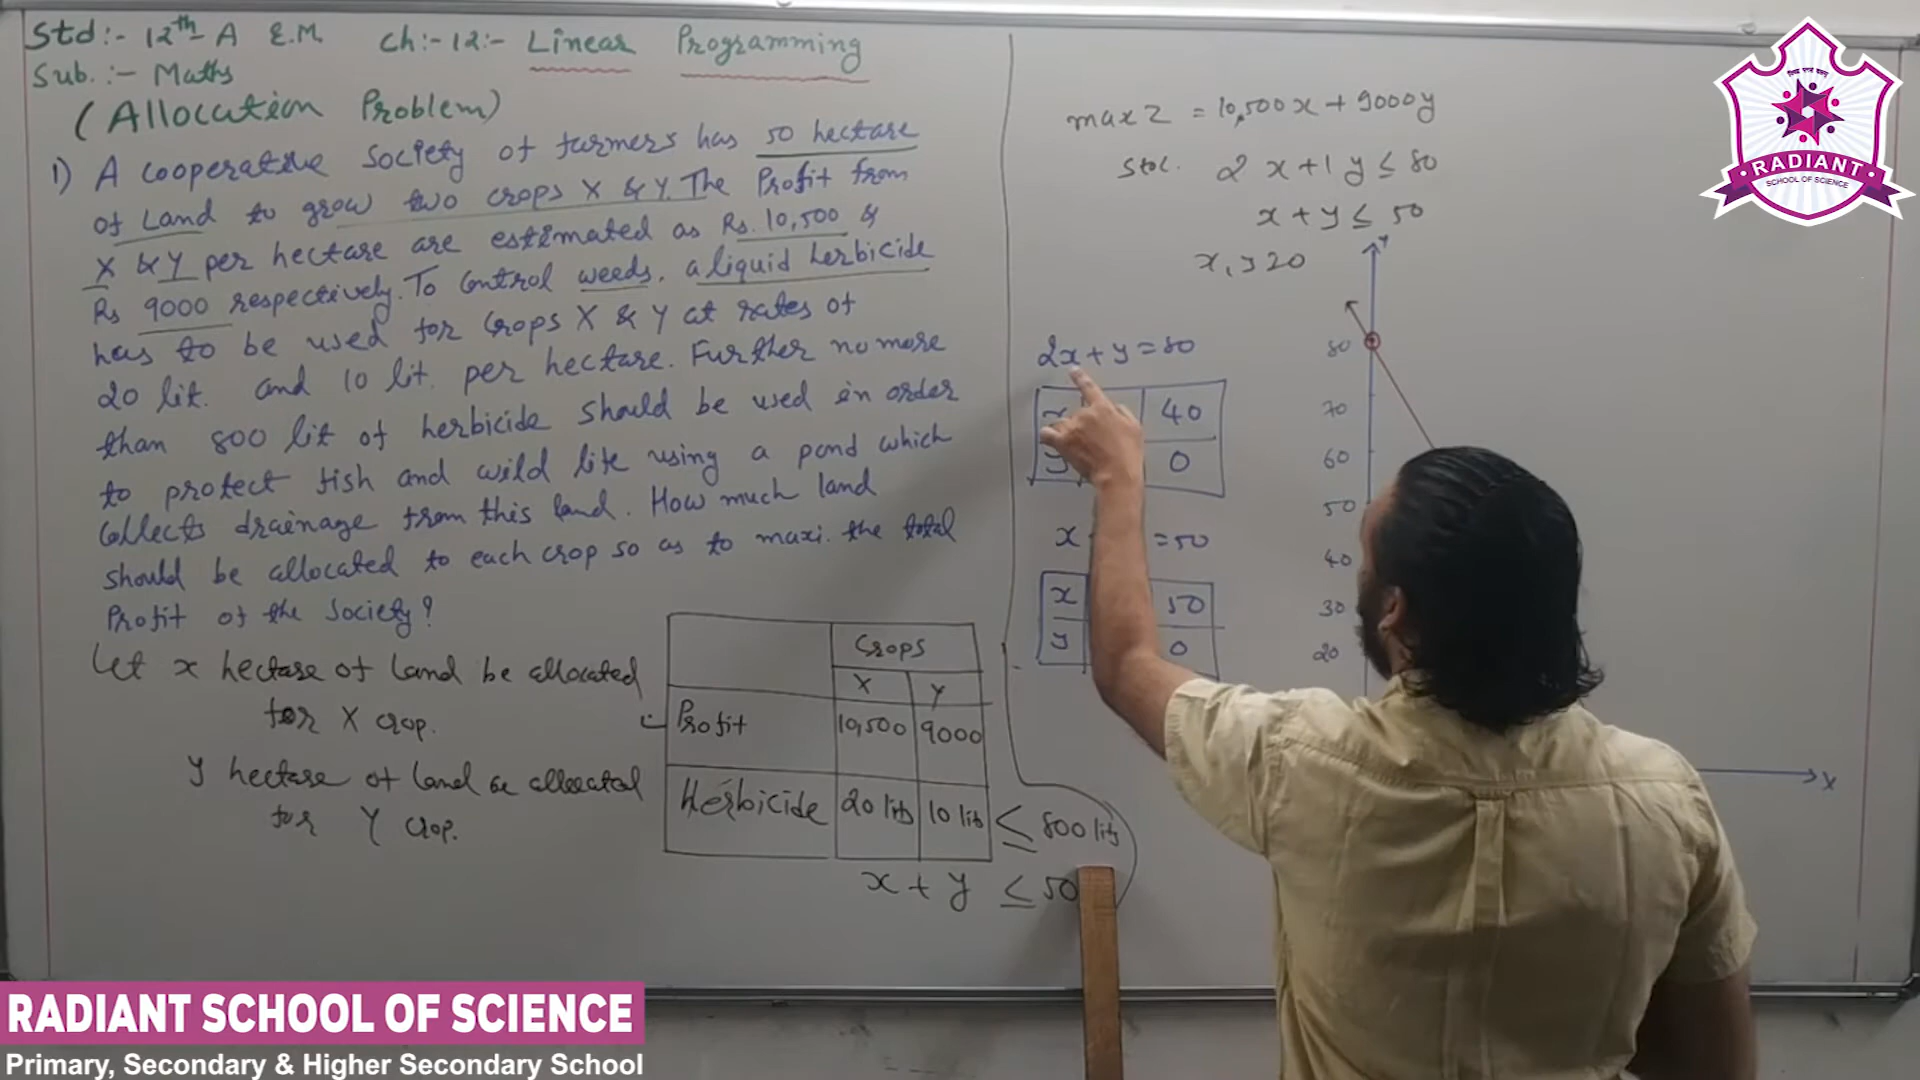 Std:- 12th-A E.M. Ch:-12:- Linear Programming
Sub.:- Maths
(Allocation Problem)
1) A cooperative Society of farmers has 50 hectare
of Land to grow two crops X & Y. The Profit from
X & Y per hectare are estimated as Rs. 10,500 &
Rs 9000 respectively. To Control weeds, a liquid herbicide
has to be used for Crops X & Y at rates of
20 lit. and 10 lit. per hectare. Further no more
than 800 lit of herbicide should be used in order
to protect fish and wild life using a pond which
Collects drainage from this land. How much land
should be allocated to each crop so as to maxi. the total
Profit of the Society?
Let x hectare of Land be allocated
for X crop.
y hectare of land be allocated
for Y crop.
Crops
X Y
Profit 10,500 9000
Herbicide 20 lits 10 lits ≤ 800 lits
x + y ≤ 50
max Z = 10,500x + 9000y
2 x + 1 y ≤ 80
x + y ≤ 50
x, y ≥ 0
2x + y = 80
x 40
y 0
x = 50
x 50
y 0
Y
80
70
60
50
40
30
20
X
RADIANT
SCHOOL OF SCIENCE
RADIANT SCHOOL OF SCIENCE
Primary, Secondary & Higher Secondary School